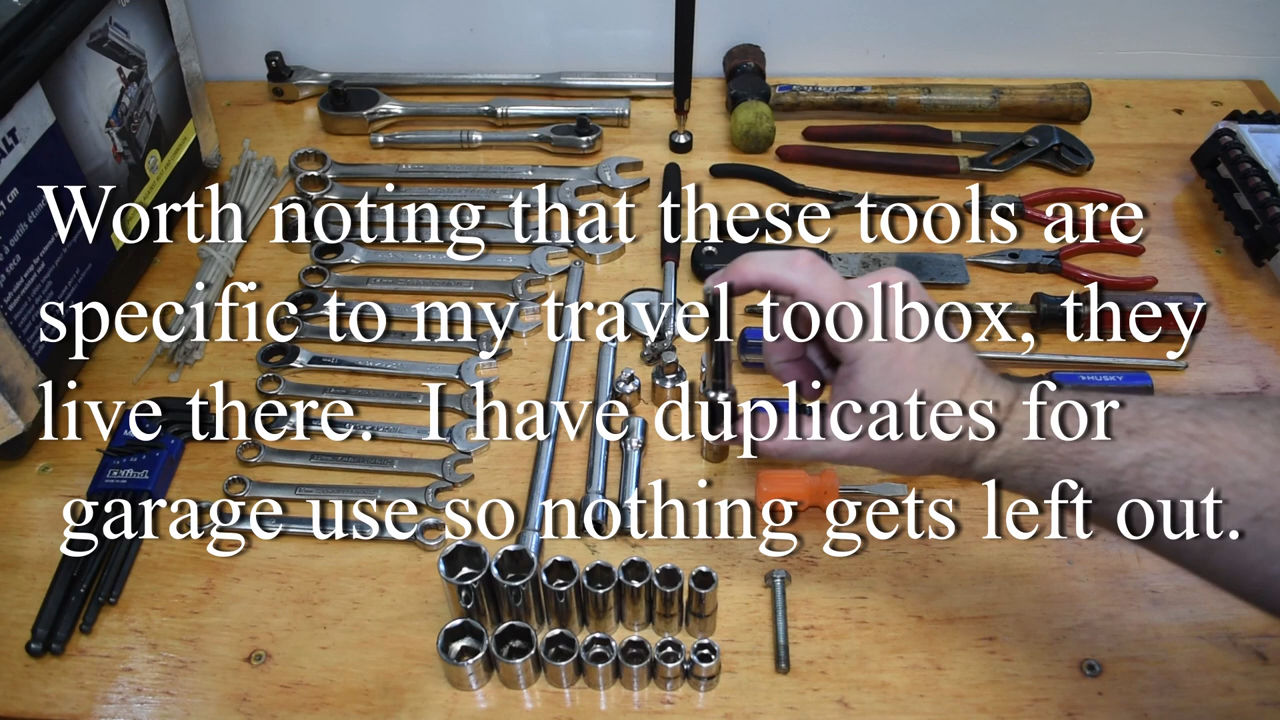 Worth noting that these tools are
specific to my travel toolbox, they
live there. I have duplicates for
garage use so nothing gets left out.
HUSKY
Eklind